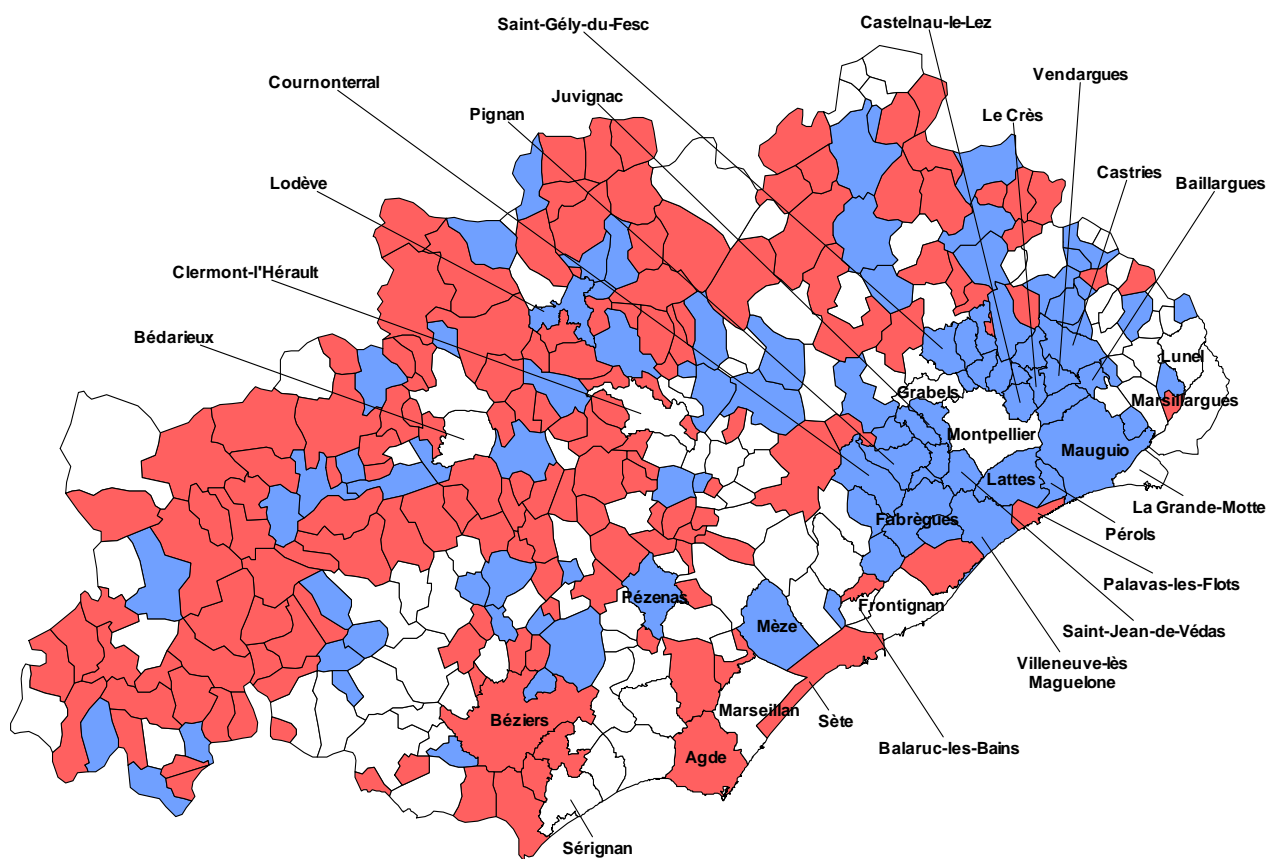 Saint-Gély-du-Fesc
Castelnau-le-Lez
Cournonterral
Vendargues
Juvignac
Pignan
Le Crès
Castries
Lodève
Baillargues
Clermont-l'Hérault
Bédarieux
Lunel
Grabels
Marsillargues
Montpellier
Mauguio
Lattes
La Grande-Motte
Fabrègues
Pérols
Palavas-les-Flots
Pézenas
Frontignan
Mèze
Saint-Jean-de-Védas
Villeneuve-lès
Maguelone
Marseillan
Béziers
Sète
Balaruc-les-Bains
Agde
Sérignan